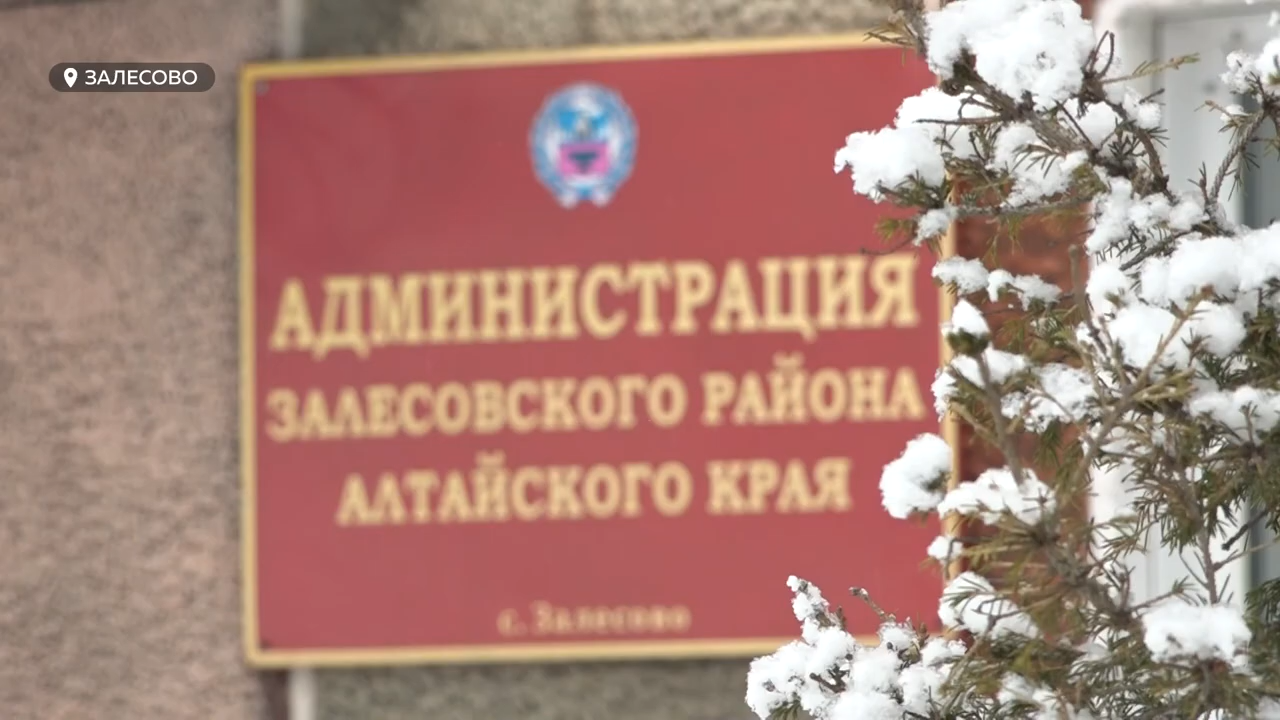 ЗАЛЕСОВО
АДМИНИСТРАЦИЯ
ЗАЛЕСОВСКОГО РАЙОНА
АЛТАЙСКОГО КРАЯ
с. Залесово